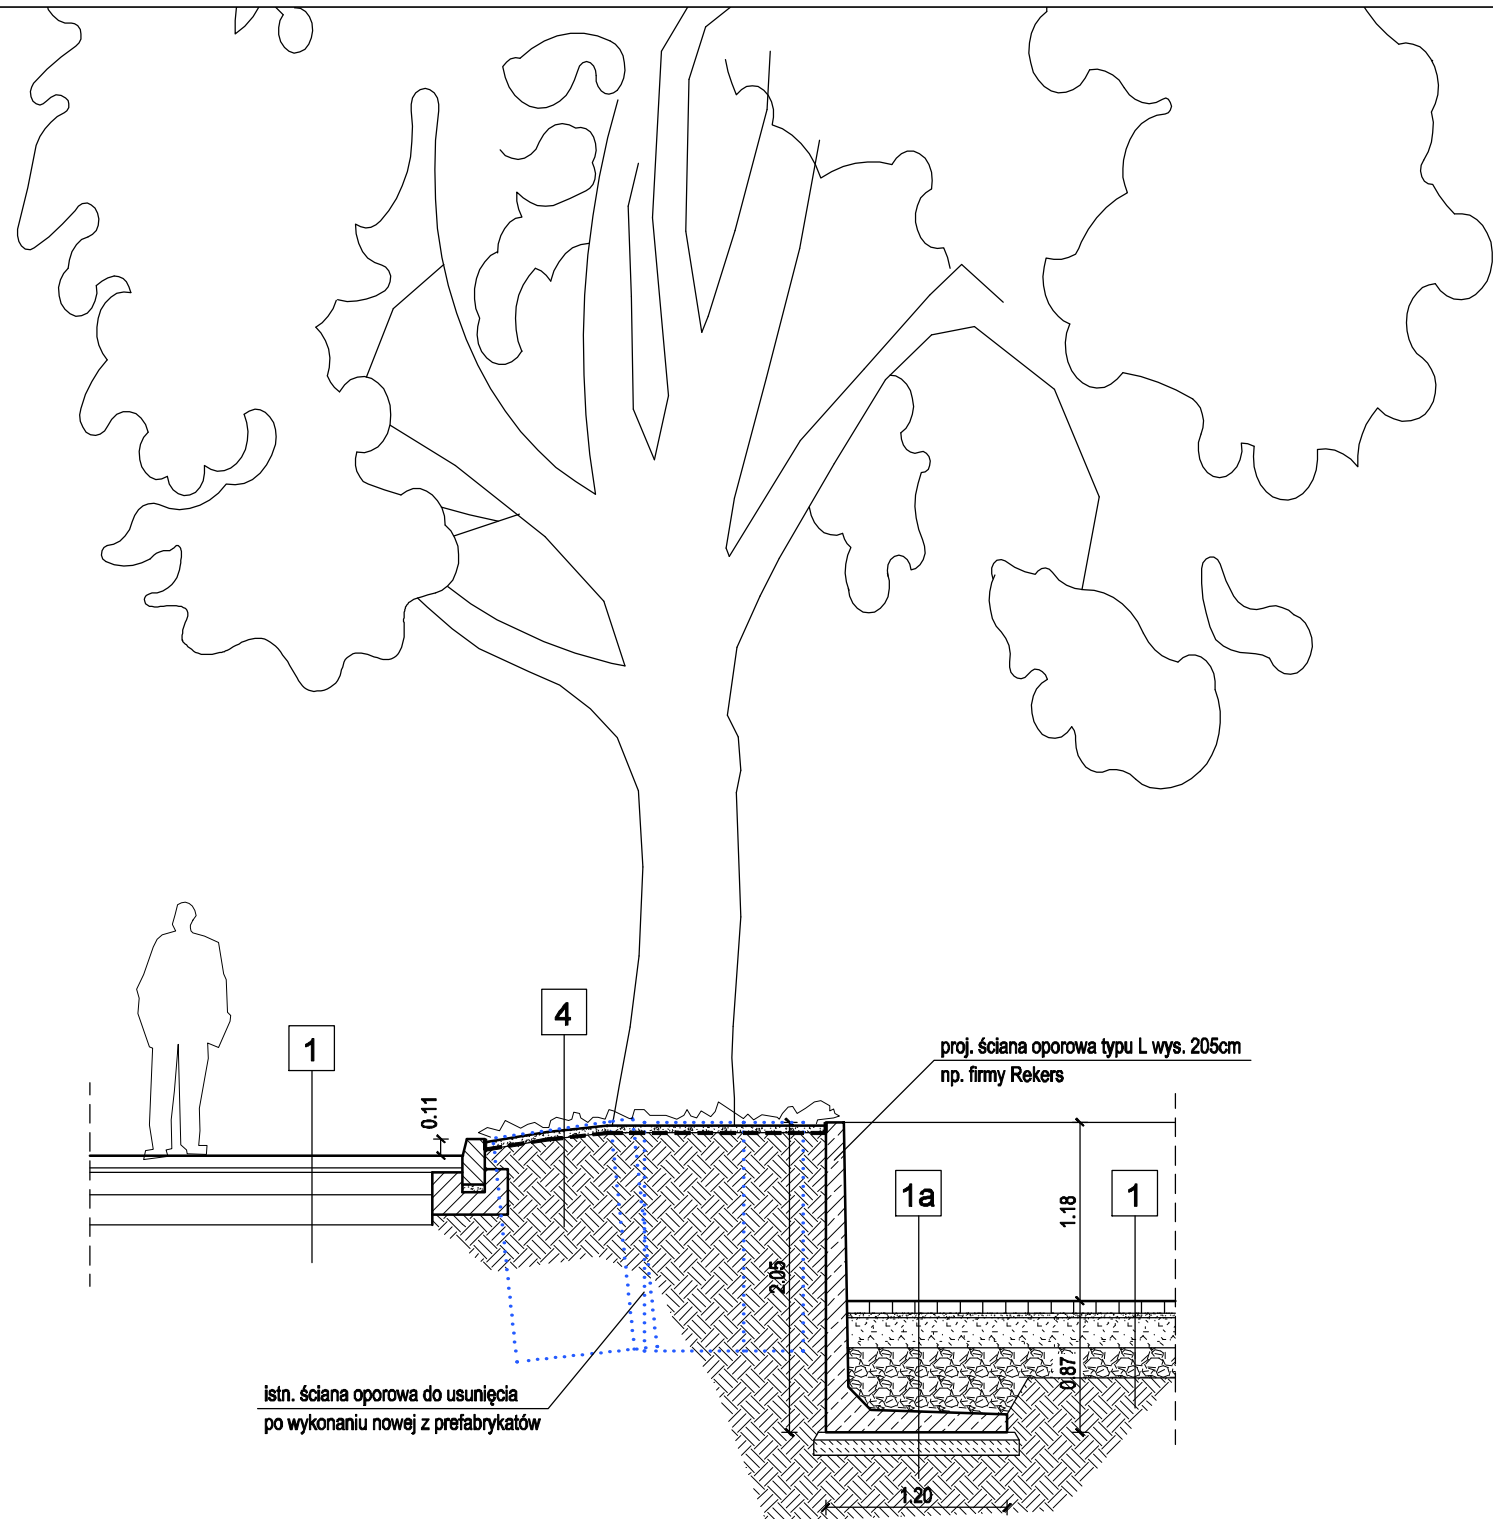 4
1
proj. ściana oporowa typu L wys. 205cm
np. firmy Rekers
0.11
1a
1
1.18
2.05
0.87
istn. ściana oporowa do usunięcia
po wykonaniu nowej z prefabrykatów
1.20